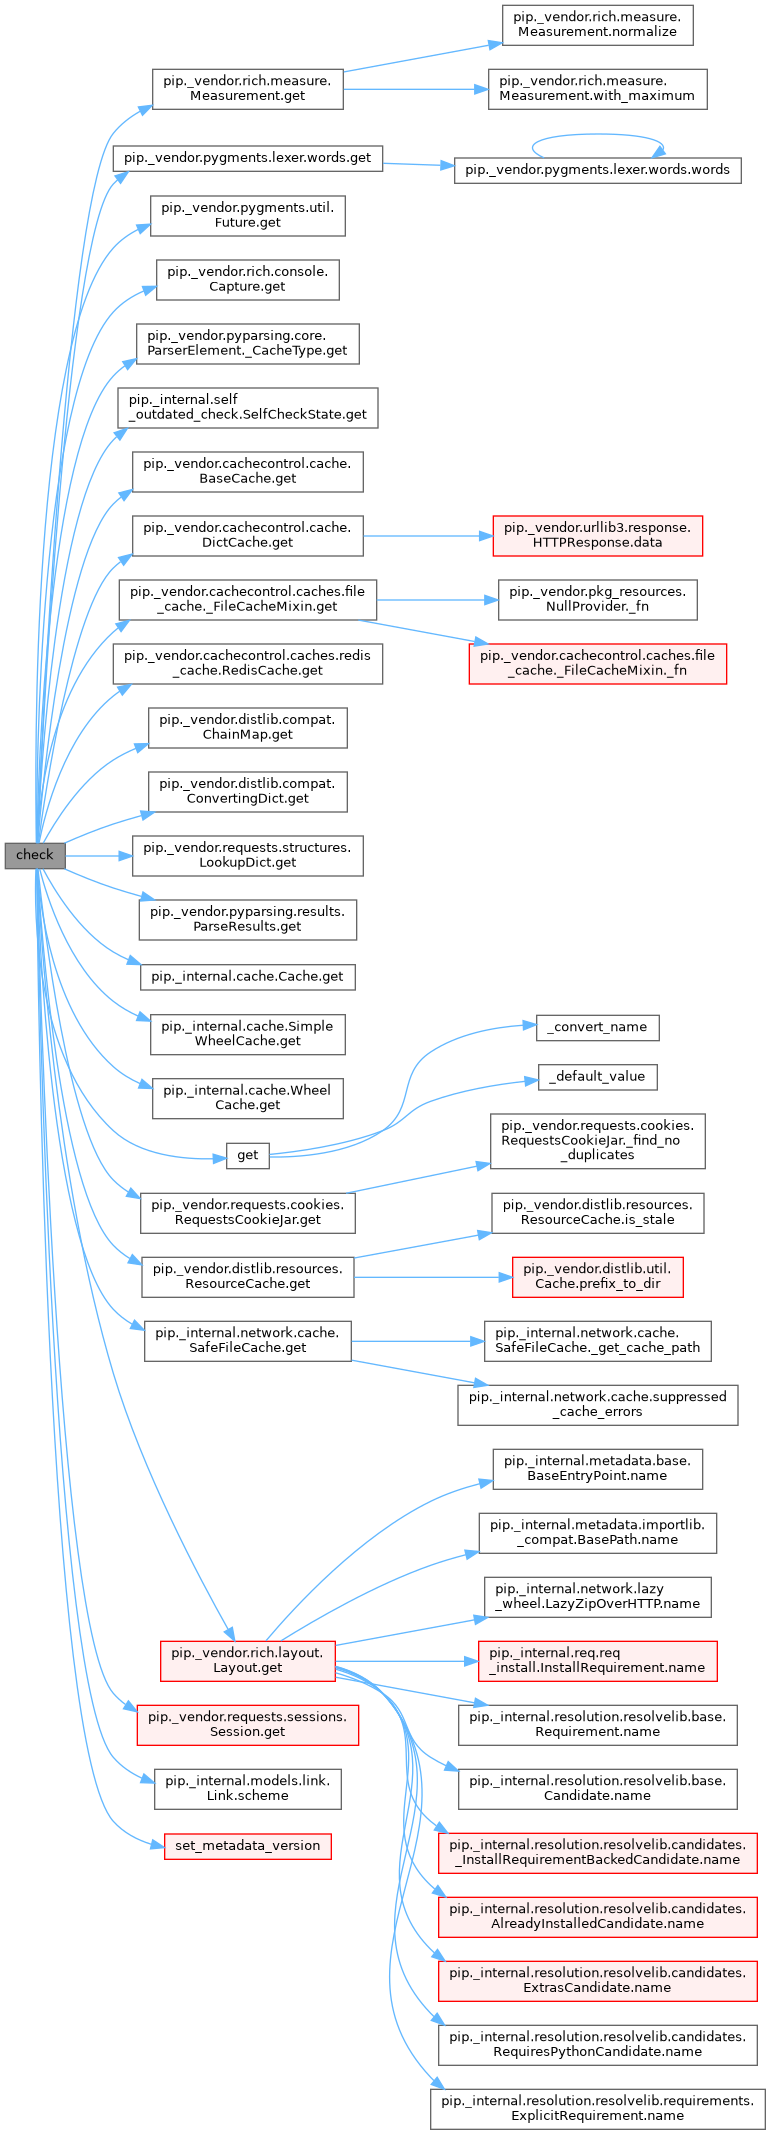 check
pip._vendor.rich.measure.
Measurement.get
pip._vendor.rich.measure.
Measurement.normalize
pip._vendor.rich.measure.
Measurement.with_maximum
pip._vendor.pygments.lexer.words.get
pip._vendor.pygments.lexer.words.words
pip._vendor.pygments.util.
Future.get
pip._vendor.rich.console.
Capture.get
pip._vendor.pyparsing.core.
ParserElement._CacheType.get
pip._internal.self
_outdated_check.SelfCheckState.get
pip._vendor.cachecontrol.cache.
BaseCache.get
pip._vendor.cachecontrol.cache.
DictCache.get
pip._vendor.urllib3.response.
HTTPResponse.data
pip._vendor.cachecontrol.caches.file
_cache._FileCacheMixin.get
pip._vendor.pkg_resources.
NullProvider._fn
pip._vendor.cachecontrol.caches.file
_cache._FileCacheMixin._fn
pip._vendor.cachecontrol.caches.redis
_cache.RedisCache.get
pip._vendor.distlib.compat.
ChainMap.get
pip._vendor.distlib.compat.
ConvertingDict.get
pip._vendor.requests.structures.
LookupDict.get
pip._vendor.pyparsing.results.
ParseResults.get
pip._internal.cache.Cache.get
pip._internal.cache.Simple
WheelCache.get
pip._internal.cache.Wheel
Cache.get
get
_convert_name
_default_value
pip._vendor.requests.cookies.
RequestsCookieJar.get
pip._vendor.requests.cookies.
RequestsCookieJar._find_no
_duplicates
pip._vendor.distlib.resources.
ResourceCache.get
pip._vendor.distlib.resources.
ResourceCache.is_stale
pip._vendor.distlib.util.
Cache.prefix_to_dir
pip._internal.network.cache.
SafeFileCache.get
pip._internal.network.cache.
SafeFileCache._get_cache_path
pip._internal.network.cache.suppressed
_cache_errors
pip._vendor.rich.layout.
Layout.get
pip._internal.metadata.base.
BaseEntryPoint.name
pip._internal.metadata.importlib.
_compat.BasePath.name
pip._internal.network.lazy
_wheel.LazyZipOverHTTP.name
pip._internal.req.req
_install.InstallRequirement.name
pip._internal.resolution.resolvelib.base.
Requirement.name
pip._internal.resolution.resolvelib.base.
Candidate.name
pip._internal.resolution.resolvelib.candidates.
_InstallRequirementBackedCandidate.name
pip._internal.resolution.resolvelib.candidates.
AlreadyInstalledCandidate.name
pip._internal.resolution.resolvelib.candidates.
ExtrasCandidate.name
pip._internal.resolution.resolvelib.candidates.
RequiresPythonCandidate.name
pip._internal.resolution.resolvelib.requirements.
ExplicitRequirement.name
pip._vendor.requests.sessions.
Session.get
pip._internal.models.link.
Link.scheme
set_metadata_version